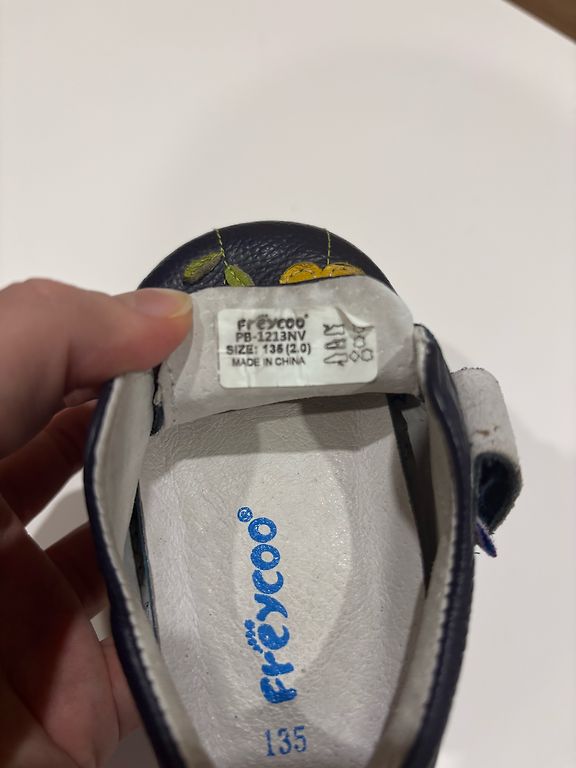 Freycoo
PB-1213NV
SIZE: 135 (2.0)
MADE IN CHINA
Freycoo®
135